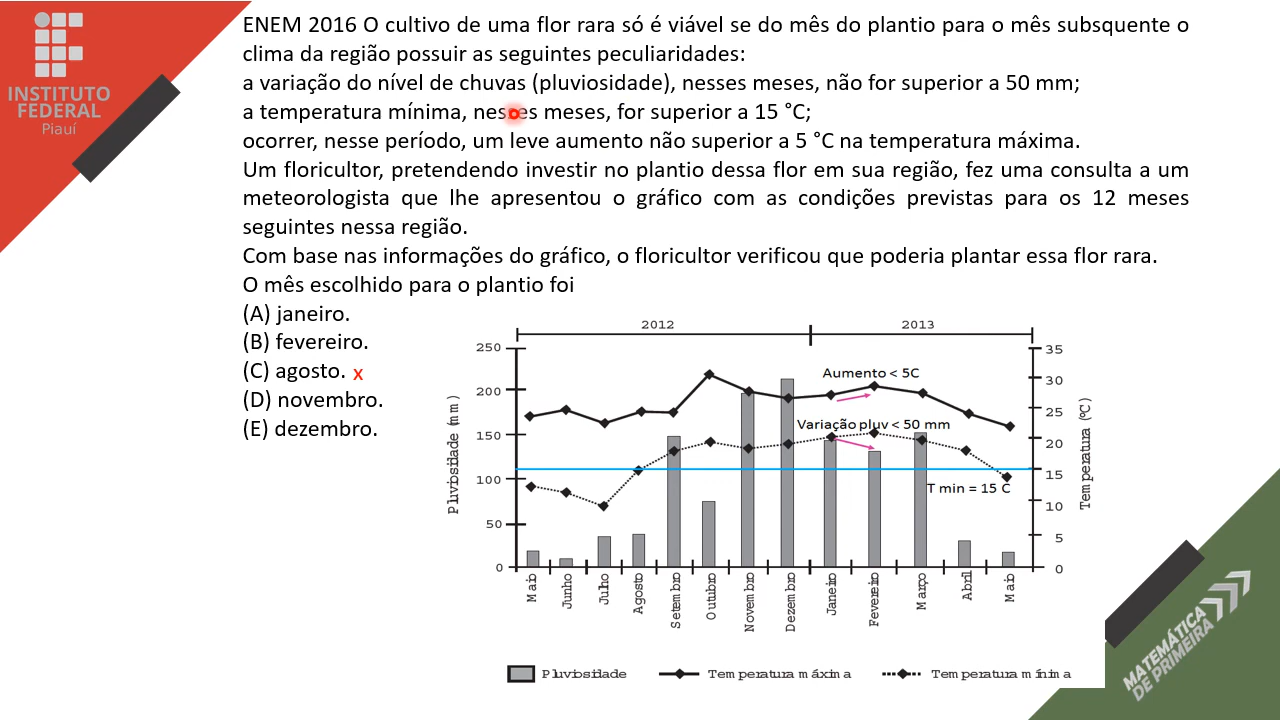 INSTITUTO
FEDERAL
Piauí
ENEM 2016 O cultivo de uma flor rara só é viável se do mês do plantio para o mês subsquente o
clima da região possuir as seguintes peculiaridades:
a variação do nível de chuvas (pluviosidade), nesses meses, não for superior a 50 mm;
a temperatura mínima, nesses meses, for superior a 15 °C;
ocorrer, nesse período, um leve aumento não superior a 5 °C na temperatura máxima.
Um floricultor, pretendendo investir no plantio dessa flor em sua região, fez uma consulta a um
meteorologista que lhe apresentou o gráfico com as condições previstas para os 12 meses
seguintes nessa região.
Com base nas informações do gráfico, o floricultor verificou que poderia plantar essa flor rara.
O mês escolhido para o plantio foi
(A) janeiro.
(B) fevereiro.
(C) agosto. x
(D) novembro.
(E) dezembro.
2012 2013
250
200
150
100
50
0
Pluviosidade (mm)
35
30
25
20
15
10
5
0
Temperatura (ºC)
Aumento < 5C
Variação pluv < 50 mm
T min = 15 C
Maio
Junho
Julho
Agosto
Setembro
Outubro
Novembro
Dezembro
Janeiro
Fevereiro
Março
Abril
Maio
Pluviosidade Temperatura máxima Temperatura mínima
MATEMÁTICA
DE PRIMEIRA